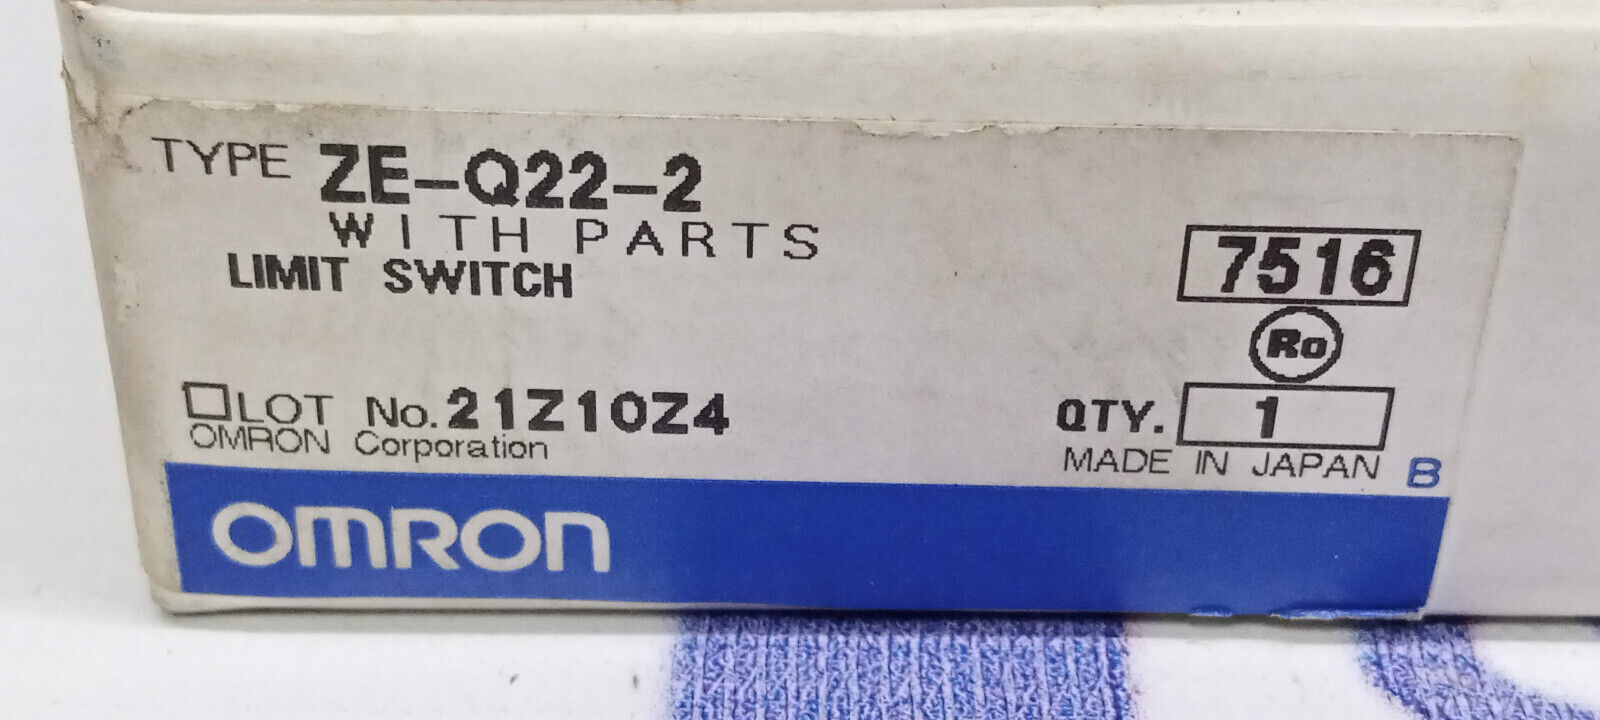 TYPE ZE-Q22-2
WITH PARTS
LIMIT SWITCH
7516
Ro
LOT No. 21Z10Z4
QTY. 1
OMRON Corporation
MADE IN JAPAN B
OMRON